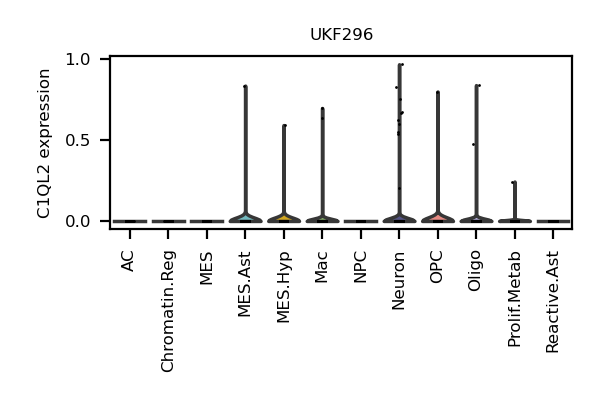 UKF296
C1QL2 expression
1.0
0.5
0.0
AC
Chromatin.Reg
MES
MES.Ast
MES.Hyp
Mac
NPC
Neuron
OPC
Oligo
Prolif.Metab
Reactive.Ast